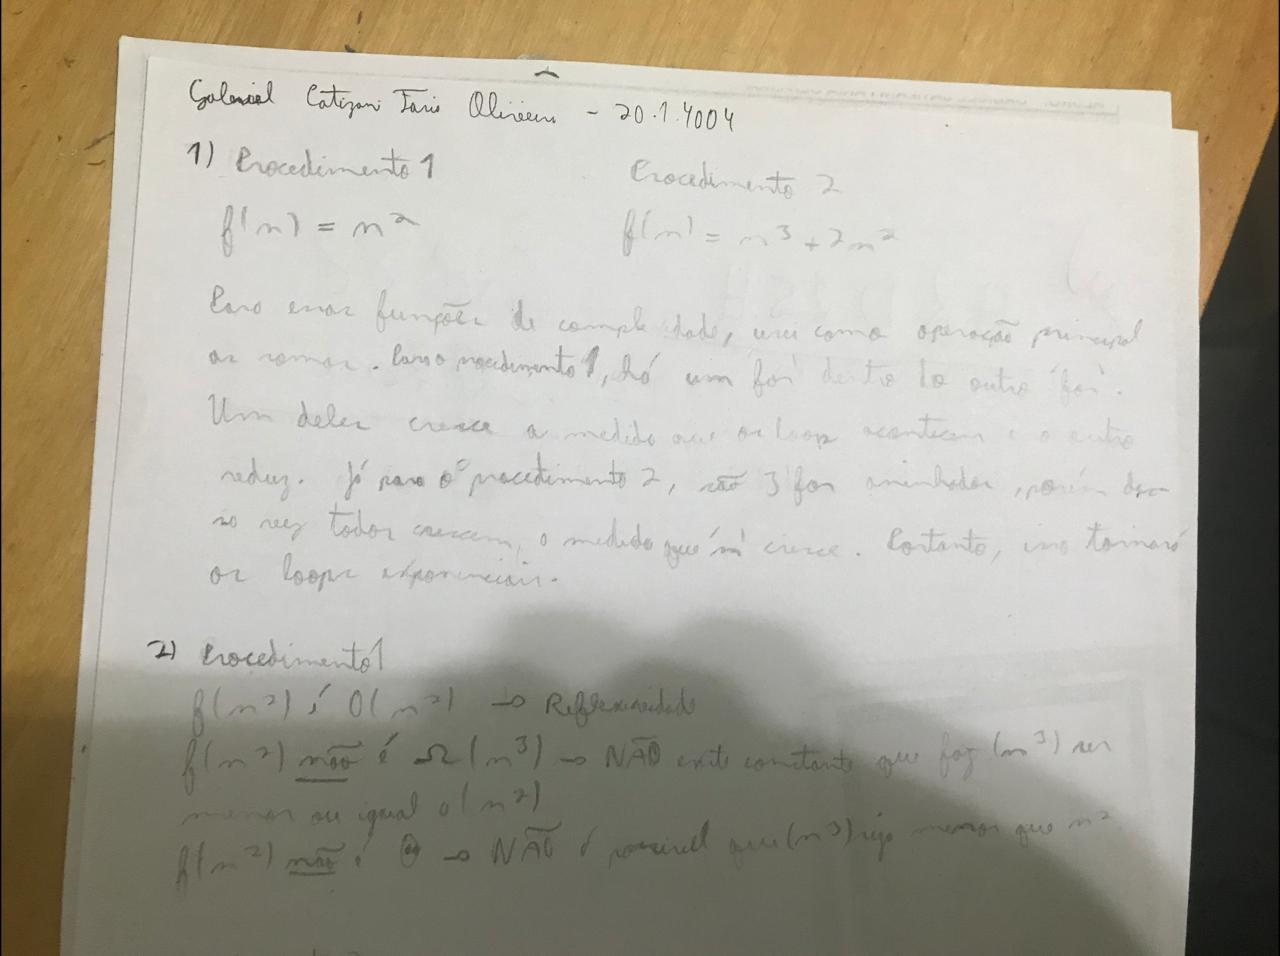 Gabriel Catizani Faria Oliveira - 20.1.4004
1) Procedimento 1
Procedimento 2
f(n) = n²
f(n) = n³ + 2n²
Para essas funções de complexidade, usei como operação principal
as somas. Para o procedimento 1, há um for dentro do outro 'for'.
Um deles cresce a medida que os loop acontecem e o outro
reduz. Já para o procedimento 2, são 3 for aninhados, porém des-
sa vez todos crescem, a medida que 'n' cresce. Portanto, isso tornará
os loops exponenciais.
2) Procedimento 1
f(n²) é O(n²) → Reflexividade
f(n²) não é Ω(n³) → NÃO existe constante que faz (n³) ser
menor ou igual a (n²)
f(n²) não é Θ → NÃO é possível que (n³) seja menor que n²